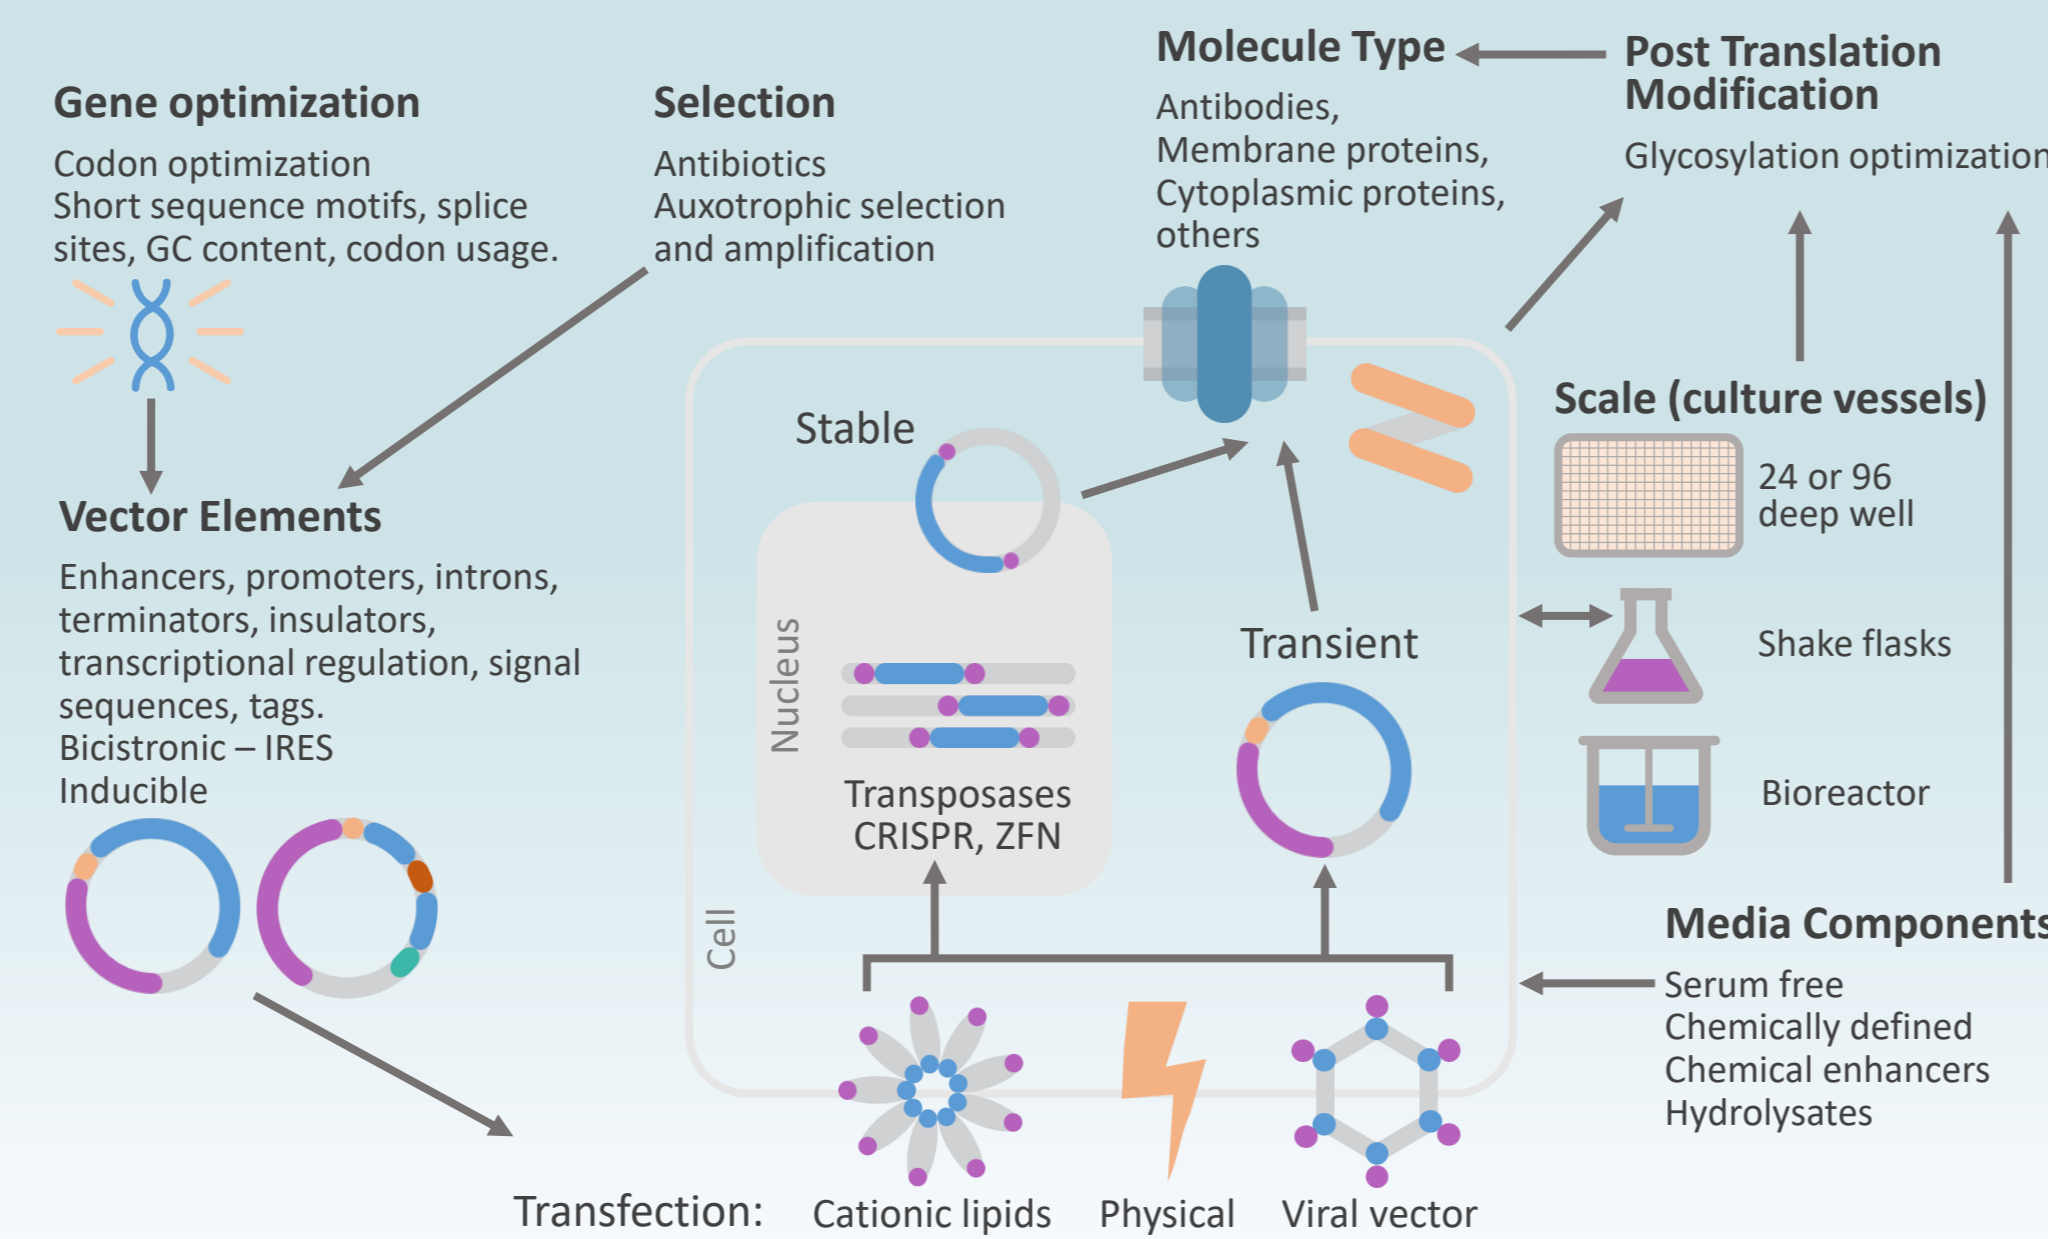 Gene optimization
Codon optimization
Short sequence motifs, splice
sites, GC content, codon usage.
Selection
Antibiotics
Auxotrophic selection
and amplification
Molecule Type
Antibodies,
Membrane proteins,
Cytoplasmic proteins,
others
Post Translation
Modification
Glycosylation optimization
Vector Elements
Enhancers, promoters, introns,
terminators, insulators,
transcriptional regulation, signal
sequences, tags.
Bicistronic – IRES
Inducible
Stable
Nucleus
Transposases
CRISPR, ZFN
Cell
Transient
Scale (culture vessels)
24 or 96
deep well
Shake flasks
Bioreactor
Media Components
Serum free
Chemically defined
Chemical enhancers
Hydrolysates
Transfection:
Cationic lipids
Physical
Viral vector